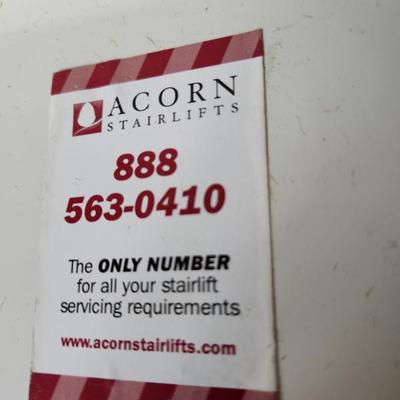 ACORN
STAIRLIFTS
888
563-0410
The ONLY NUMBER
for all your stairlift
servicing requirements
www.acornstairlifts.com